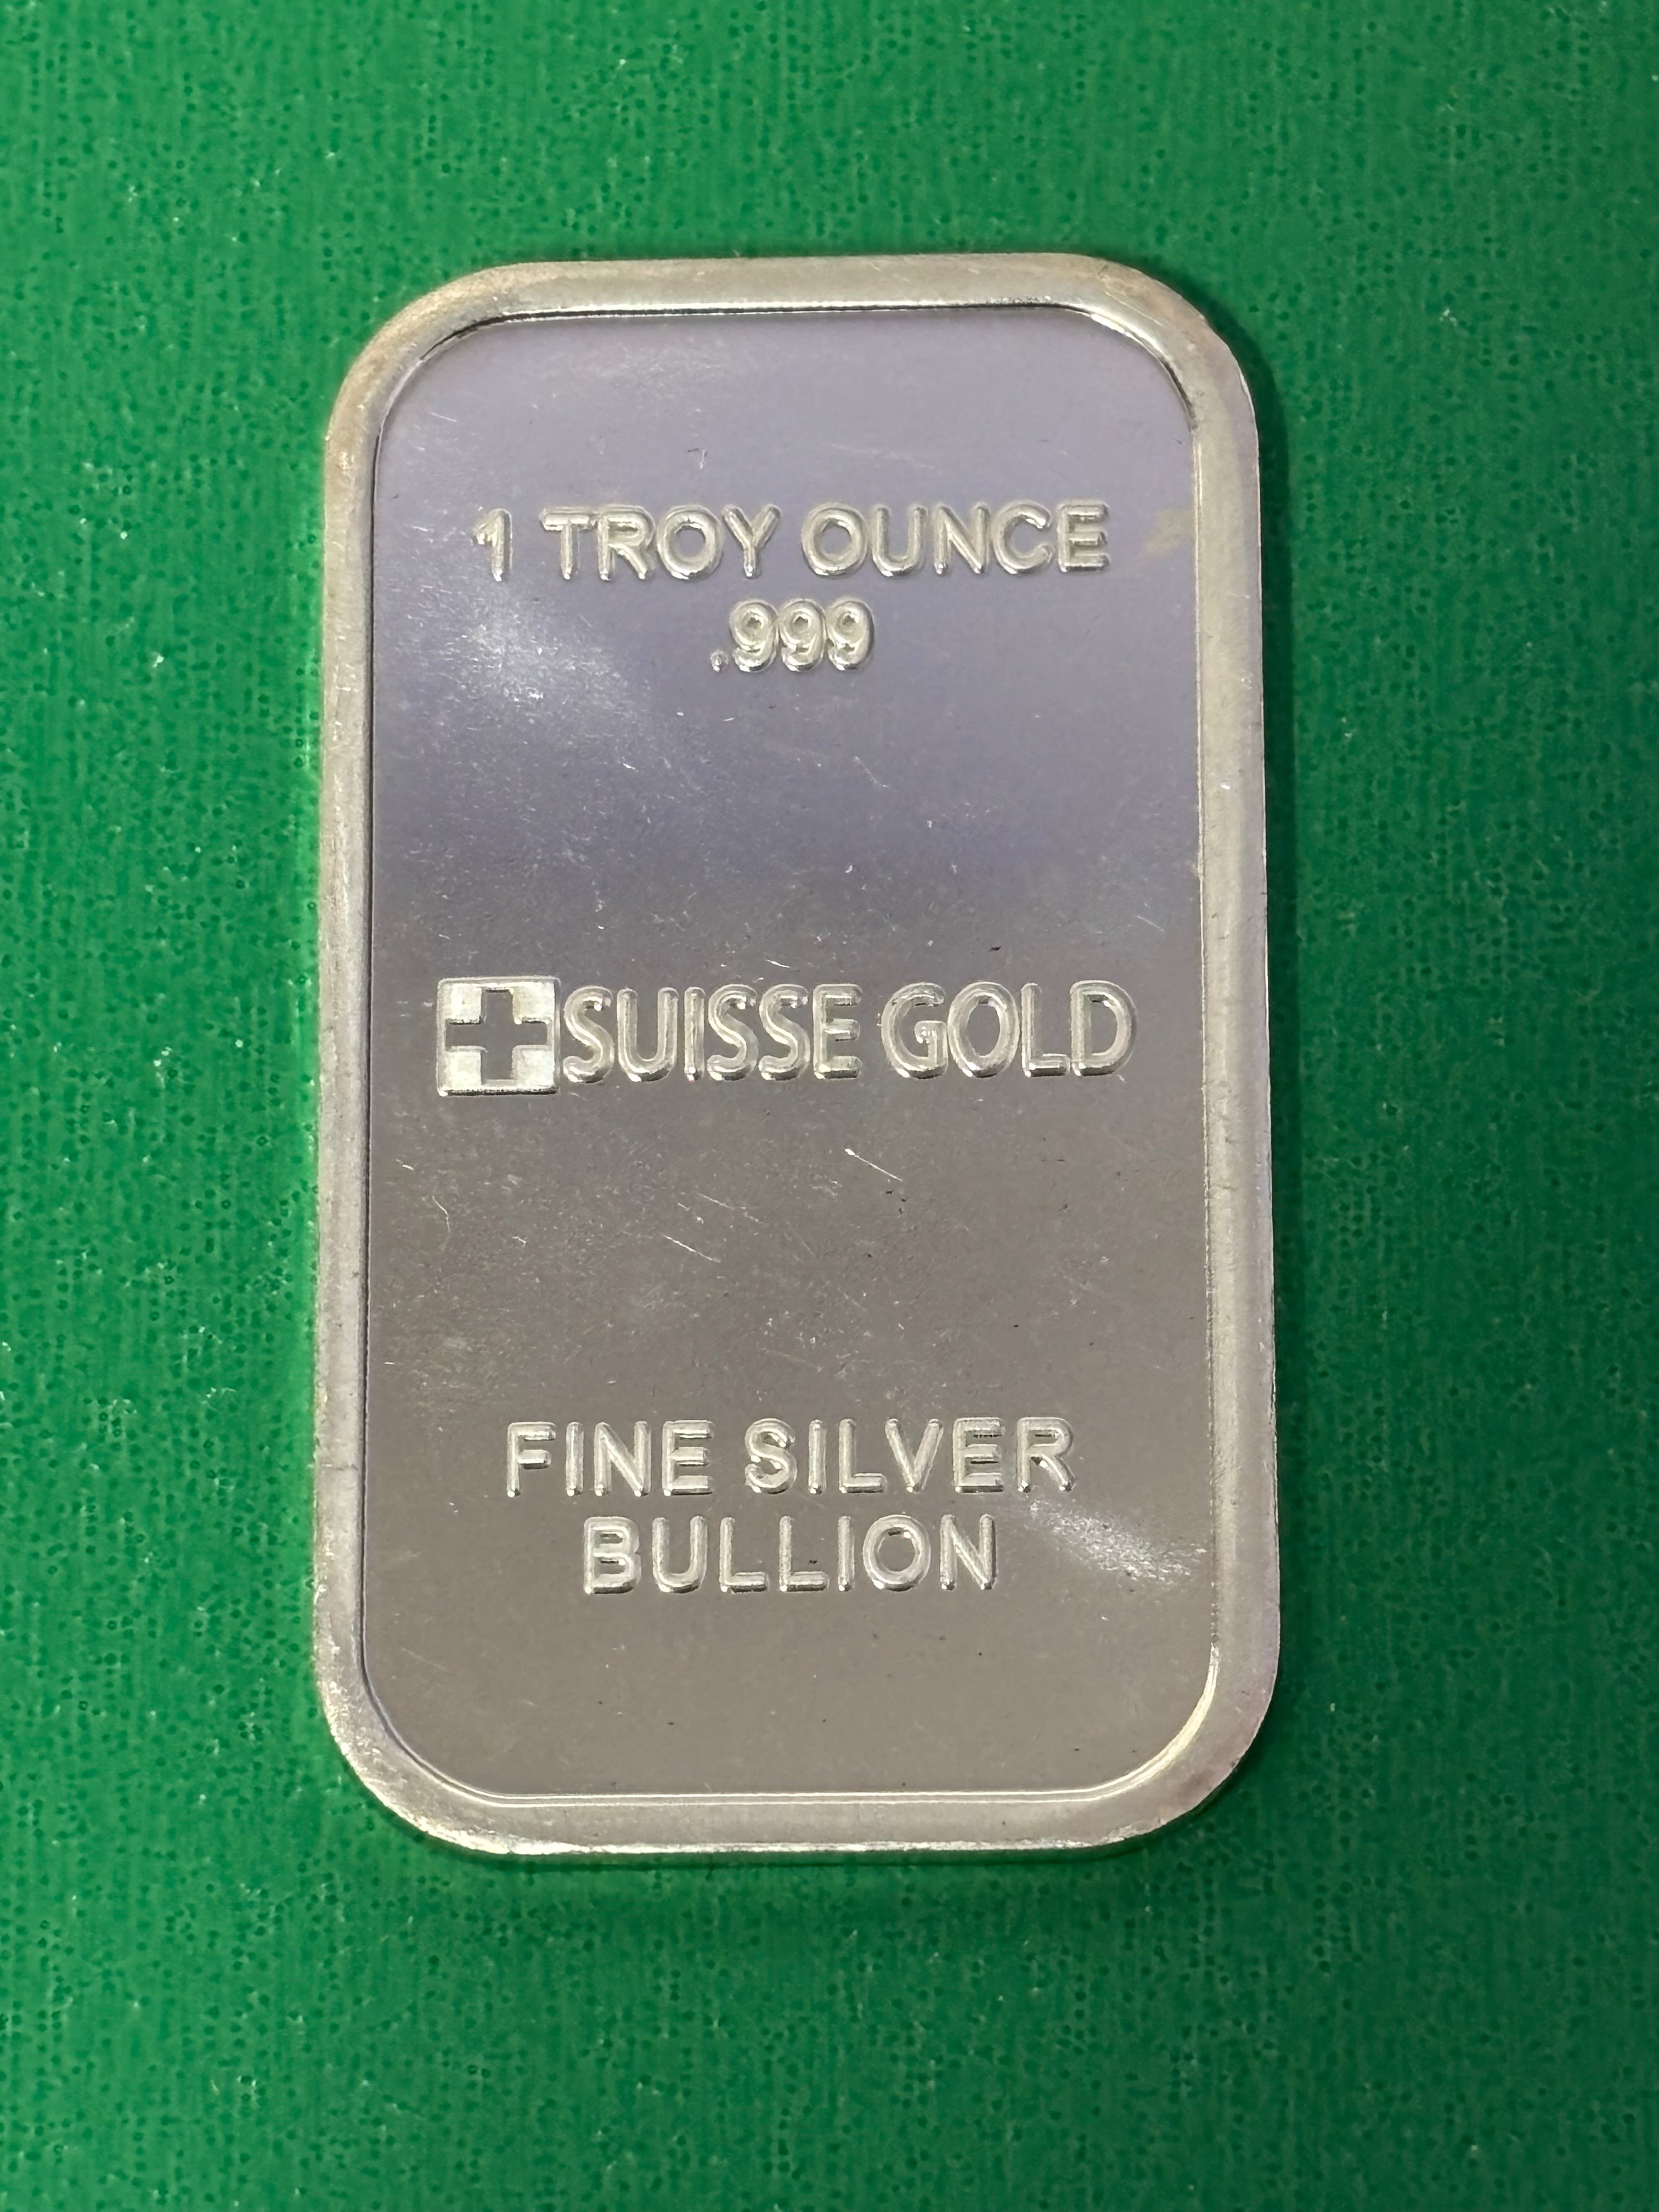 1 TROY OUNCE
.999
SUISSE GOLD
FINE SILVER
BULLION